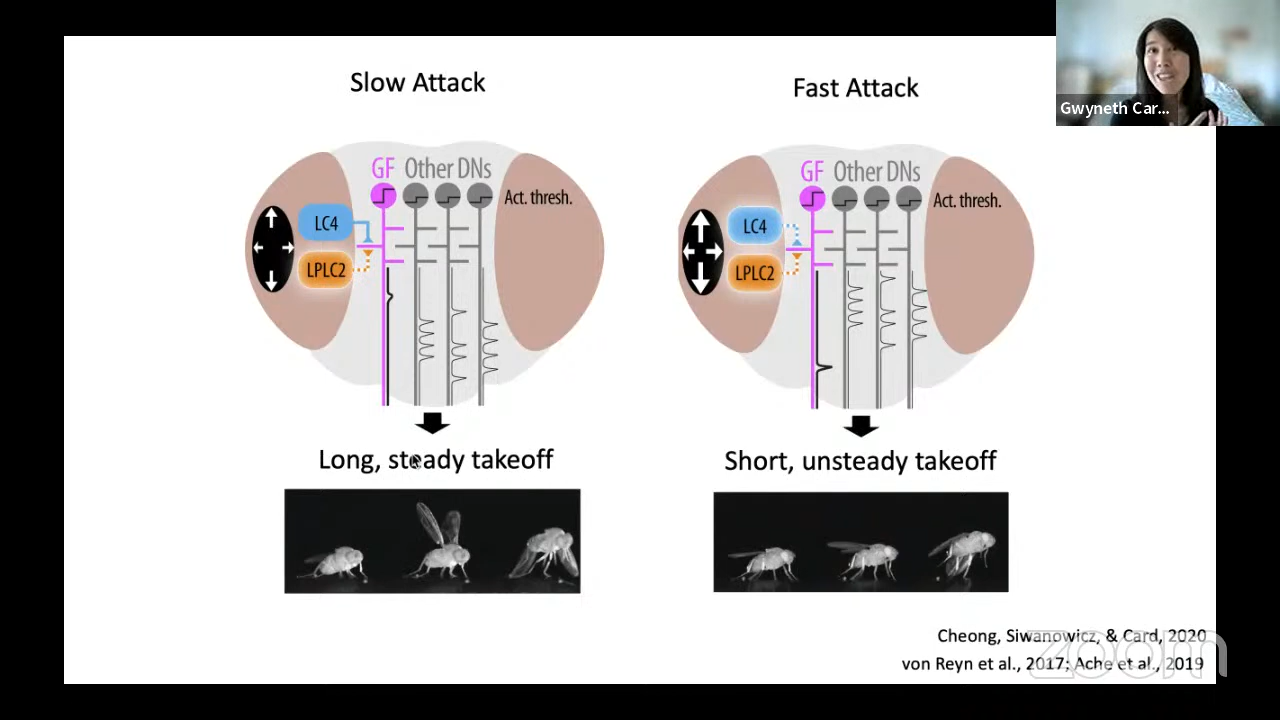 Slow Attack
Fast Attack
Gwyneth Car...
GF Other DNs
Act. thresh.
LC4
LPLC2
GF Other DNs
Act. thresh.
LC4
LPLC2
Long, steady takeoff
Short, unsteady takeoff
Cheong, Siwanowicz, & Card, 2020
von Reyn et al., 2017; Ache et al., 2019
zoom